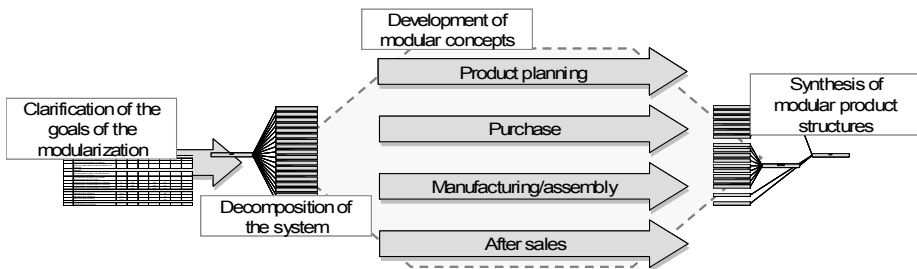 Development of
modular concepts
Product planning
Clarification of the
goals of the
modularization
Purchase
Synthesis of
modular product
structures
Manufacturing/assembly
Decomposition of
the system
After sales